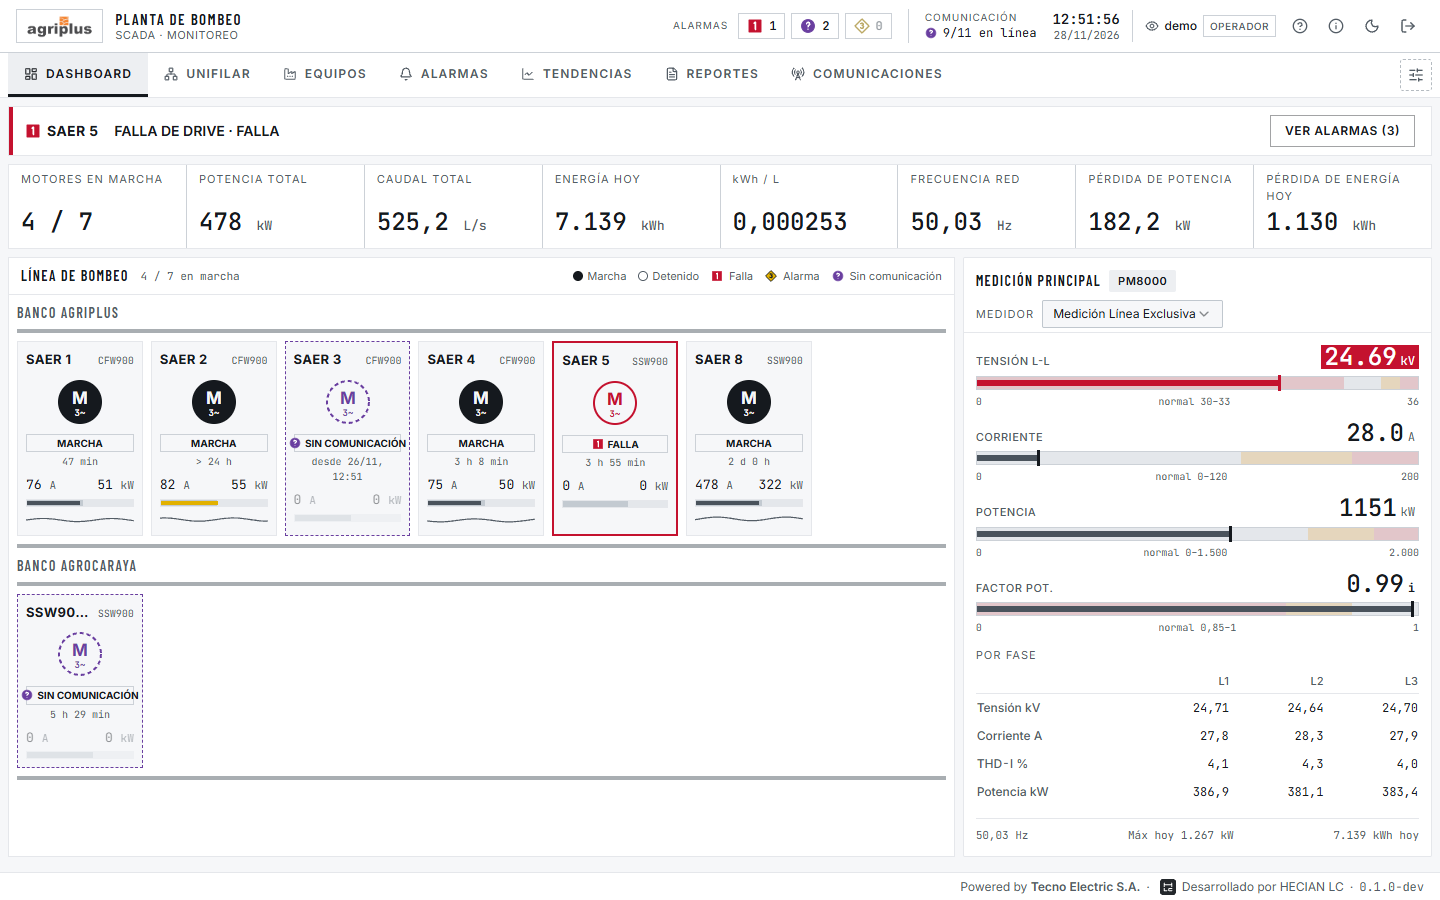 agriplus
PLANTA DE BOMBEO
SCADA · MONITOREO
ALARMAS 1 1 ? 2 3 0
COMUNICACIÓN
? 9/11 en línea
12:51:56
28/11/2026
demo OPERADOR
DASHBOARD UNIFILAR EQUIPOS ALARMAS TENDENCIAS REPORTES COMUNICACIONES
1 SAER 5 FALLA DE DRIVE · FALLA VER ALARMAS (3)
MOTORES EN MARCHA
4 / 7
POTENCIA TOTAL
478 kW
CAUDAL TOTAL
525,2 L/s
ENERGÍA HOY
7.139 kWh
kWh / L
0,000253
FRECUENCIA RED
50,03 Hz
PÉRDIDA DE POTENCIA
182,2 kW
PÉRDIDA DE ENERGÍA HOY
1.130 kWh
LÍNEA DE BOMBEO 4 / 7 en marcha
Marcha Detenido 1 Falla 3 Alarma ? Sin comunicación
BANCO AGRIPLUS
SAER 1 CFW900
M
3~
MARCHA
47 min
76 A 51 kW
SAER 2 CFW900
M
3~
MARCHA
> 24 h
82 A 55 kW
SAER 3 CFW900
M
3~
? SIN COMUNICACIÓN
desde 26/11,
12:51
0 A 0 kW
SAER 4 CFW900
M
3~
MARCHA
3 h 8 min
75 A 50 kW
SAER 5 SSW900
M
3~
1 FALLA
3 h 55 min
0 A 0 kW
SAER 8 SSW900
M
3~
MARCHA
2 d 0 h
478 A 322 kW
BANCO AGROCARAYA
SSW90... SSW900
M
3~
? SIN COMUNICACIÓN
5 h 29 min
0 A 0 kW
MEDICIÓN PRINCIPAL PM8000
MEDIDOR Medición Línea Exclusiva
TENSIÓN L-L 24.69 kV
0 normal 30–33 36
CORRIENTE 28.0 A
0 normal 0–120 200
POTENCIA 1151 kW
0 normal 0–1.500 2.000
FACTOR POT. 0.99 i
0 normal 0,85–1 1
POR FASE
L1 L2 L3
Tensión kV 24,71 24,64 24,70
Corriente A 27,8 28,3 27,9
THD-I % 4,1 4,3 4,0
Potencia kW 386,9 381,1 383,4
50,03 Hz Máx hoy 1.267 kW 7.139 kWh hoy
Powered by Tecno Electric S.A. · Desarrollado por HECIAN LC · 0.1.0-dev